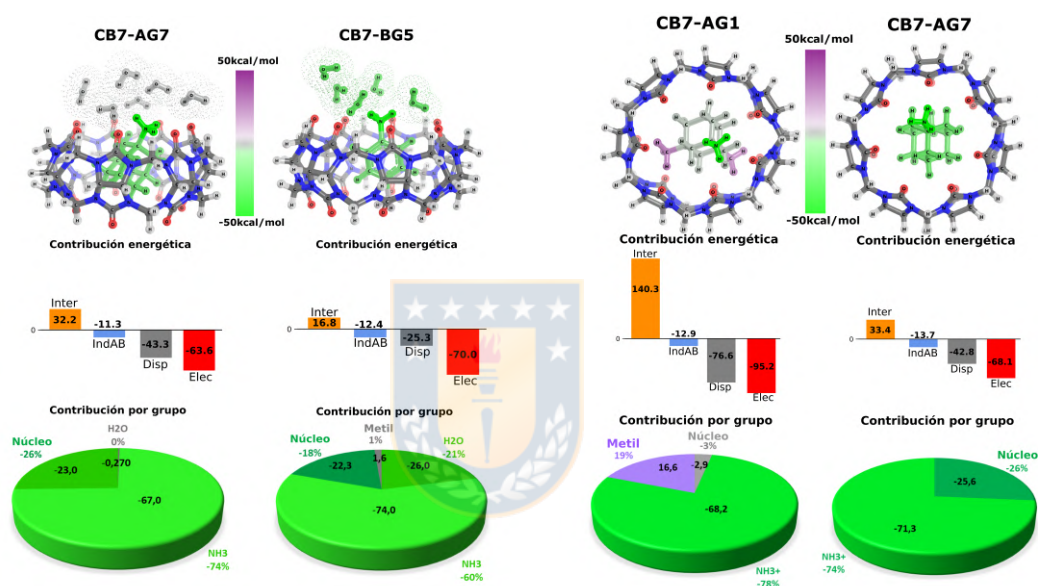 CB7-AG7
50kcal/mol
-50kcal/mol
Contribución energética
Inter
32.2
-11.3
0
IndAB
-43.3
Disp
-63.6
Elec
Contribución por grupo
H2O
0%
Núcleo
-26%
-23,0
-0,270
-67,0
NH3
-74%
CB7-BG5
Contribución energética
Inter
16.8
-12.4
0
IndAB
-25.3
Disp
-70.0
Elec
Contribución por grupo
Metil
1%
Núcleo
-18%
H2O
-21%
1,6
-22,3
-26,0
-74,0
NH3
-60%
CB7-AG1
50kcal/mol
-50kcal/mol
Contribución energética
Inter
140.3
-12.9
0
IndAB
-76.6
Disp
-95.2
Elec
Contribución por grupo
Núcleo
-3%
Metil
19%
16,6
-2,9
-68,2
NH3+
-78%
CB7-AG7
Contribución energética
Inter
33.4
-13.7
0
IndAB
-42.8
Disp
-68.1
Elec
Contribución por grupo
Núcleo
-26%
-25,6
-71,3
NH3+
-74%